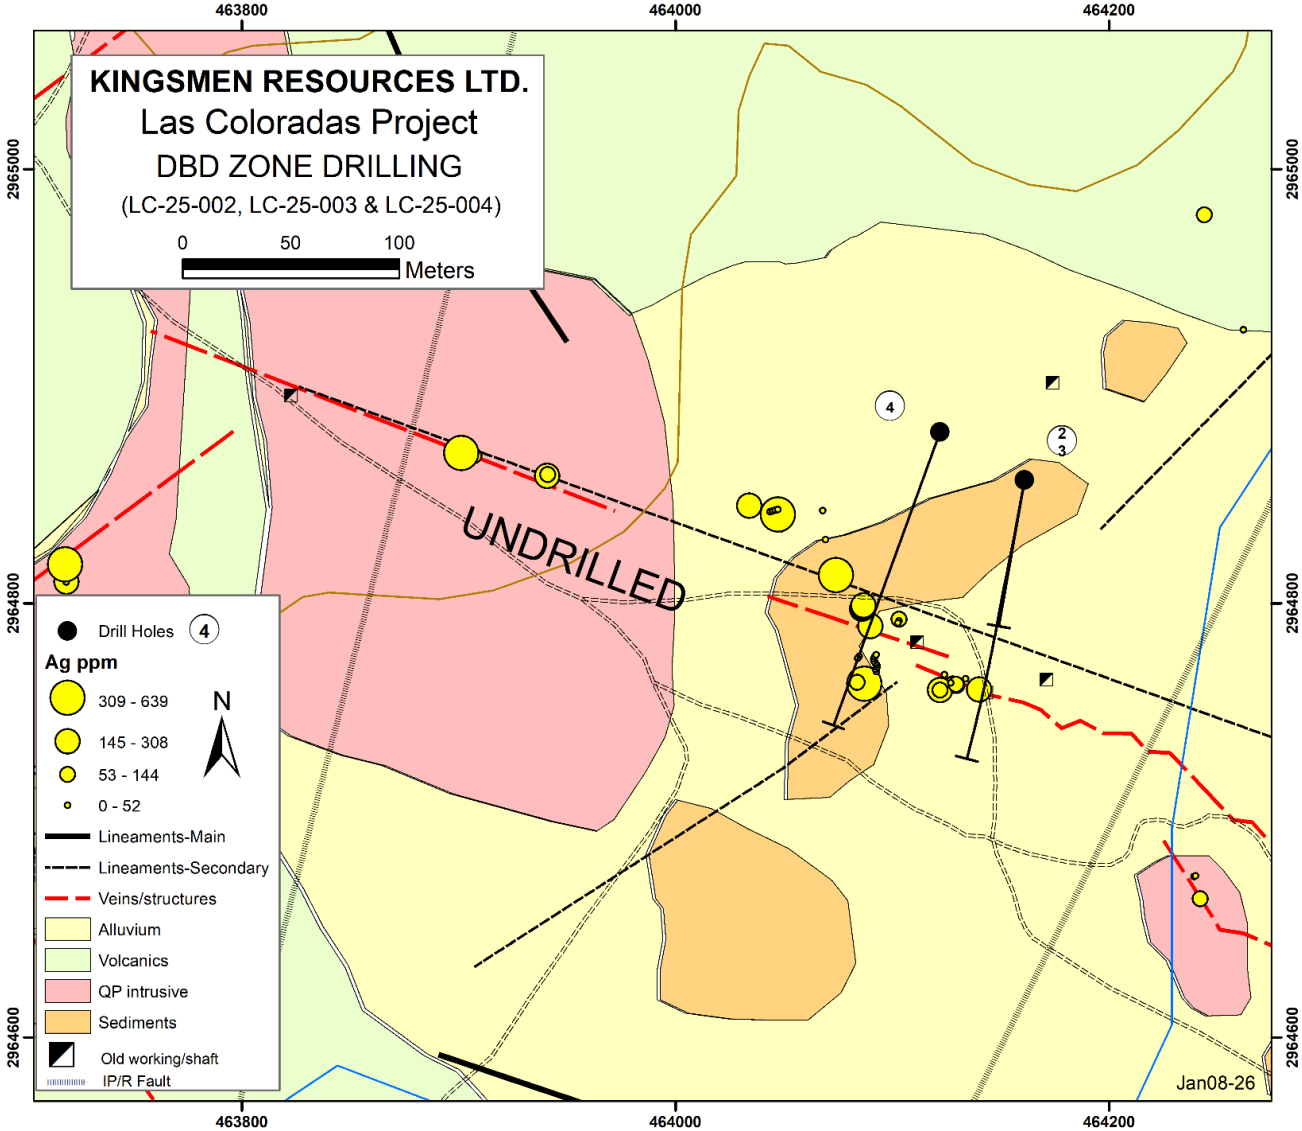 463800
464000
464200
KINGSMEN RESOURCES LTD.
Las Coloradas Project
DBD ZONE DRILLING
(LC-25-002, LC-25-003 & LC-25-004)
0 50 100
Meters
2965000
2965000
4
2
3
UNDRILLED
2964800
2964800
Drill Holes 4
Ag ppm
309 - 639
145 - 308
53 - 144
0 - 52
N
Lineaments-Main
Lineaments-Secondary
Veins/structures
Alluvium
Volcanics
QP intrusive
Sediments
Old working/shaft
IP/R Fault
2964600
2964600
Jan08-26
463800
464000
464200